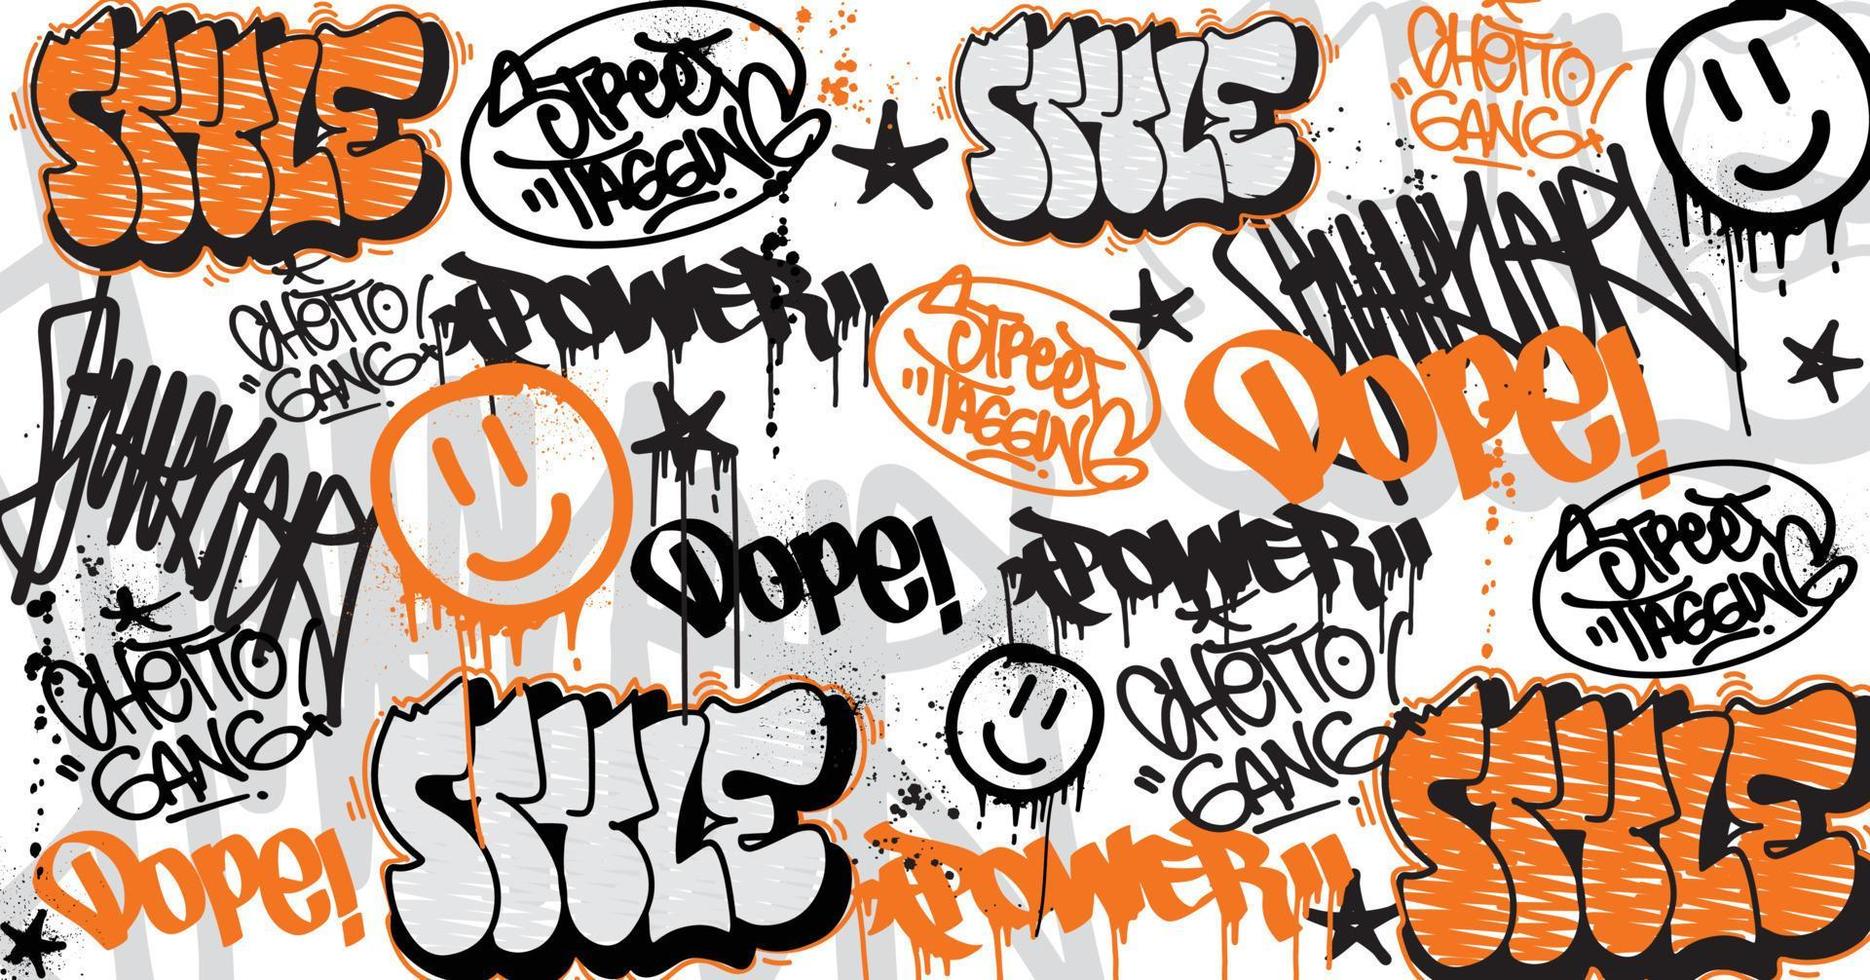 STYLE
STREET
"TAGGING
STYLE
"GHETTO
GANG
GHETTO
"GANG
POWER!!
STREET
"TAGGING
Dope!
Dope!
POWER!!
STREET
"TAGGING
GHETTO
"GANG
GHETTO
"GANG
STYLE
STYLE
Dope!
POWER!!